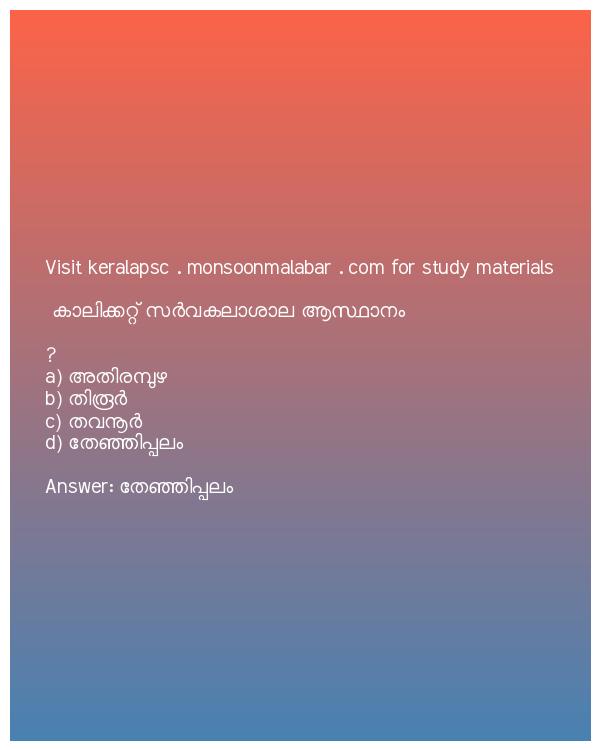 Visit keralapsc . monsoonmalabar . com for study materials
കാലിക്കറ്റ് സർവകലാശാല ആസ്ഥാനം
?
a) അതിരമ്പുഴ
b) തിരൂർ
c) തവനൂർ
d) തേഞ്ഞിപ്പലം
Answer: തേഞ്ഞിപ്പലം